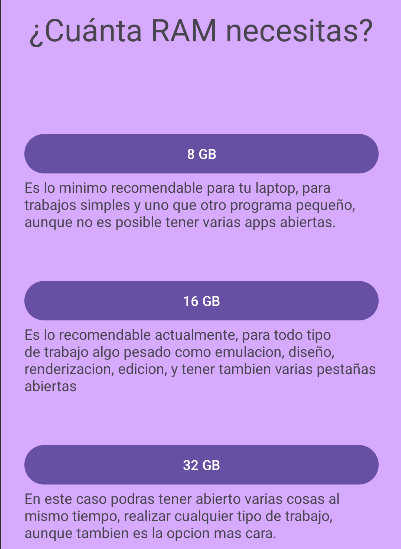 ¿Cuánta RAM necesitas?
8 GB
Es lo minimo recomendable para tu laptop, para
trabajos simples y uno que otro programa pequeño,
aunque no es posible tener varias apps abiertas.
16 GB
Es lo recomendable actualmente, para todo tipo
de trabajo algo pesado como emulacion, diseño,
renderizacion, edicion, y tener tambien varias pestañas
abiertas
32 GB
En este caso podras tener abierto varias cosas al
mismo tiempo, realizar cualquier tipo de trabajo,
aunque tambien es la opcion mas cara.